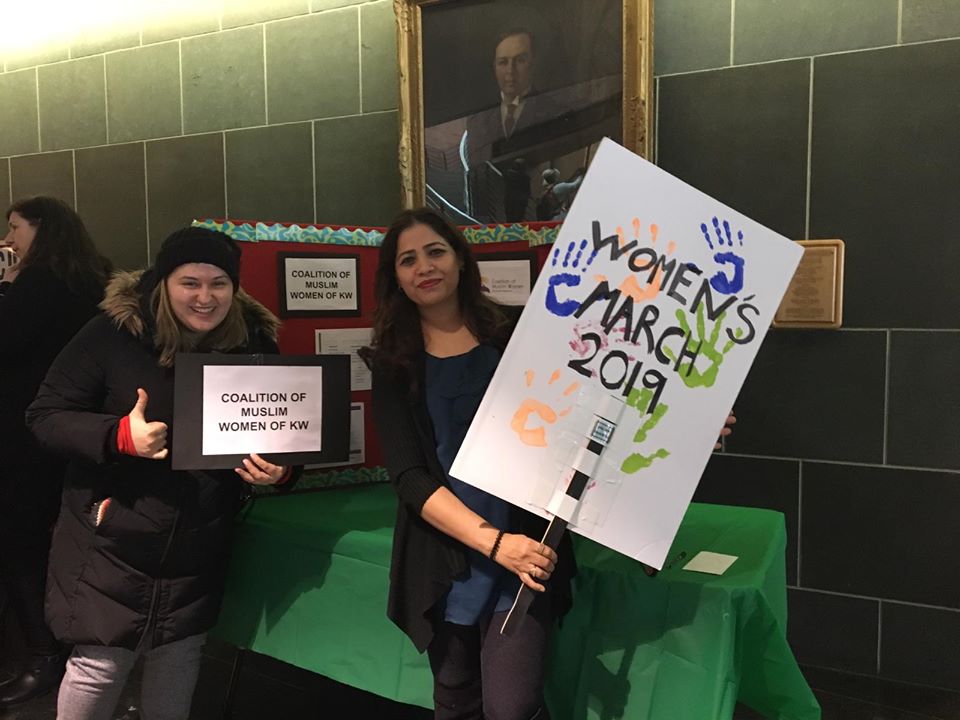 COALITION OF
MUSLIM
WOMEN OF KW
Coalition of
Muslim Women
COALITION OF
MUSLIM
WOMEN OF KW
WOMEN'S
MARCH
2019